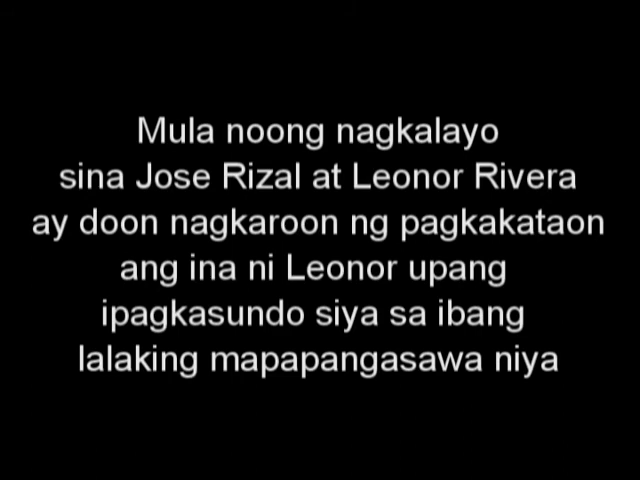 Mula noong nagkalayo
sina Jose Rizal at Leonor Rivera
ay doon nagkaroon ng pagkakataon
ang ina ni Leonor upang
ipagkasundo siya sa ibang
lalaking mapapangasawa niya